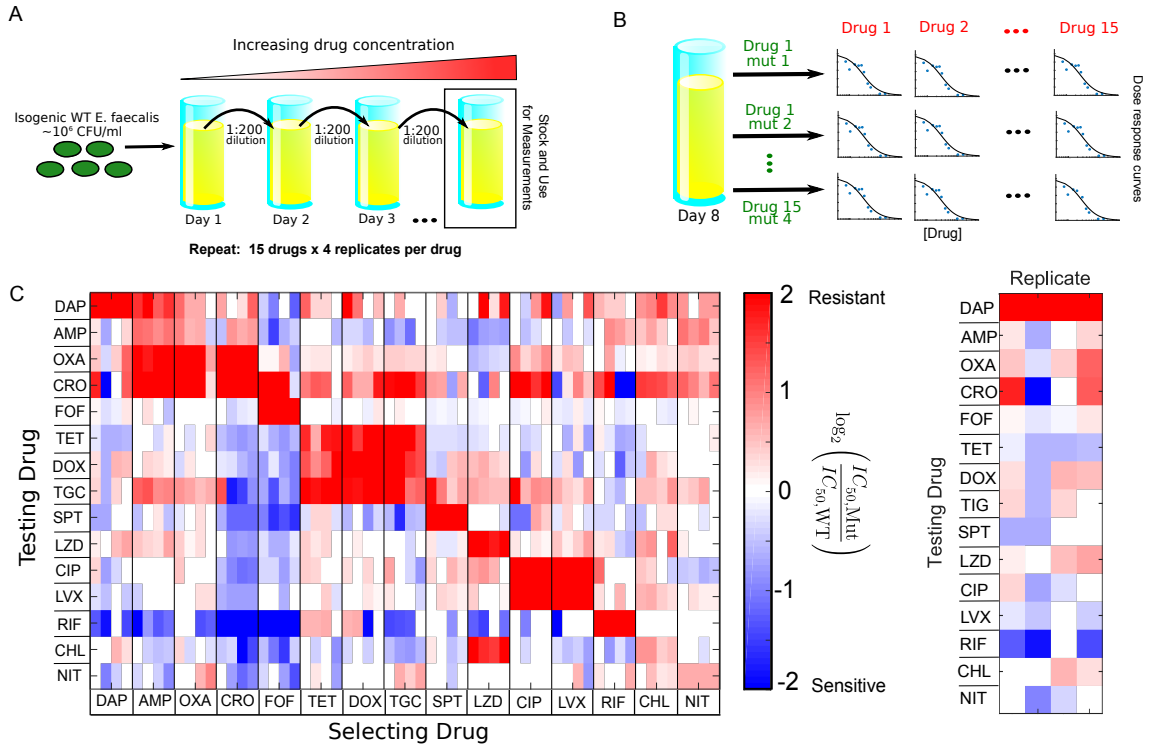 A
Increasing drug concentration
Isogenic WT E. faecalis
~10⁶ CFU/ml
1:200
dilution
1:200
dilution
1:200
dilution
Day 1
Day 2
Day 3
Stock and Use
for Measurements
Repeat: 15 drugs x 4 replicates per drug
B
Day 8
Drug 1
mut 1
Drug 1
mut 2
Drug 15
mut 4
Drug 1
Drug 2
Drug 15
[Drug]
Dose response curves
C
Testing Drug
DAP
AMP
OXA
CRO
FOF
TET
DOX
TGC
SPT
LZD
CIP
LVX
RIF
CHL
NIT
DAP AMP OXA CRO FOF TET DOX TGC SPT LZD CIP LVX RIF CHL NIT
Selecting Drug
2
1
0
-1
-2
Resistant
Sensitive
log₂ (IC₅₀,Mut / IC₅₀,WT)
Replicate
Testing Drug
DAP
AMP
OXA
CRO
FOF
TET
DOX
TIG
SPT
LZD
CIP
LVX
RIF
CHL
NIT